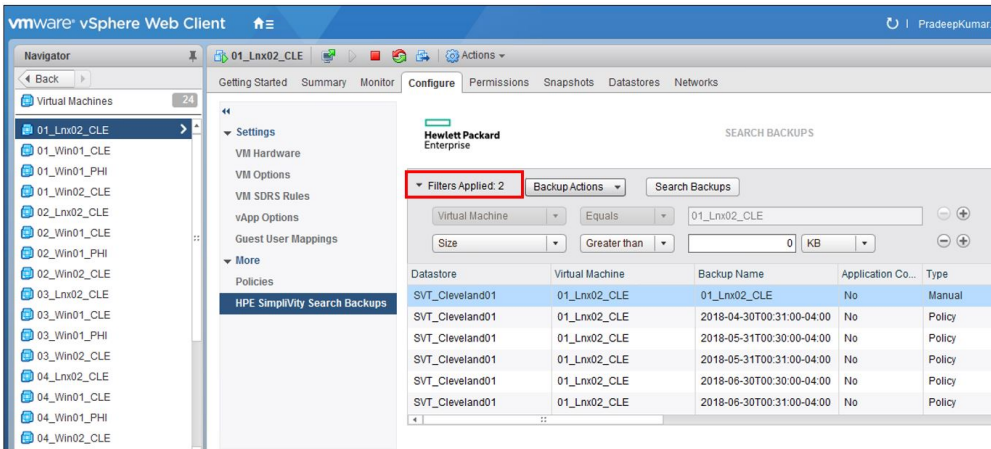 vmware® vSphere Web Client
PradeepKumar
Navigator
01_Lnx02_CLE
Actions
Back
Getting Started Summary Monitor Configure Permissions Snapshots Datastores Networks
Virtual Machines 24
01_Lnx02_CLE
01_Win01_CLE
01_Win01_PHI
01_Win02_CLE
02_Lnx02_CLE
02_Win01_CLE
02_Win01_PHI
02_Win02_CLE
03_Lnx02_CLE
03_Win01_CLE
03_Win01_PHI
03_Win02_CLE
04_Lnx02_CLE
04_Win01_CLE
04_Win01_PHI
04_Win02_CLE
Settings
VM Hardware
VM Options
VM SDRS Rules
vApp Options
Guest User Mappings
More
Policies
HPE SimpliVity Search Backups
Hewlett Packard
Enterprise
SEARCH BACKUPS
Filters Applied: 2 Backup Actions Search Backups
Virtual Machine Equals 01_Lnx02_CLE
Size Greater than 0 KB
Datastore Virtual Machine Backup Name Application Co... Type
SVT_Cleveland01 01_Lnx02_CLE 01_Lnx02_CLE No Manual
SVT_Cleveland01 01_Lnx02_CLE 2018-04-30T00:31:00-04:00 No Policy
SVT_Cleveland01 01_Lnx02_CLE 2018-05-31T00:30:00-04:00 No Policy
SVT_Cleveland01 01_Lnx02_CLE 2018-05-31T00:31:00-04:00 No Policy
SVT_Cleveland01 01_Lnx02_CLE 2018-06-30T00:30:00-04:00 No Policy
SVT_Cleveland01 01_Lnx02_CLE 2018-06-30T00:31:00-04:00 No Policy